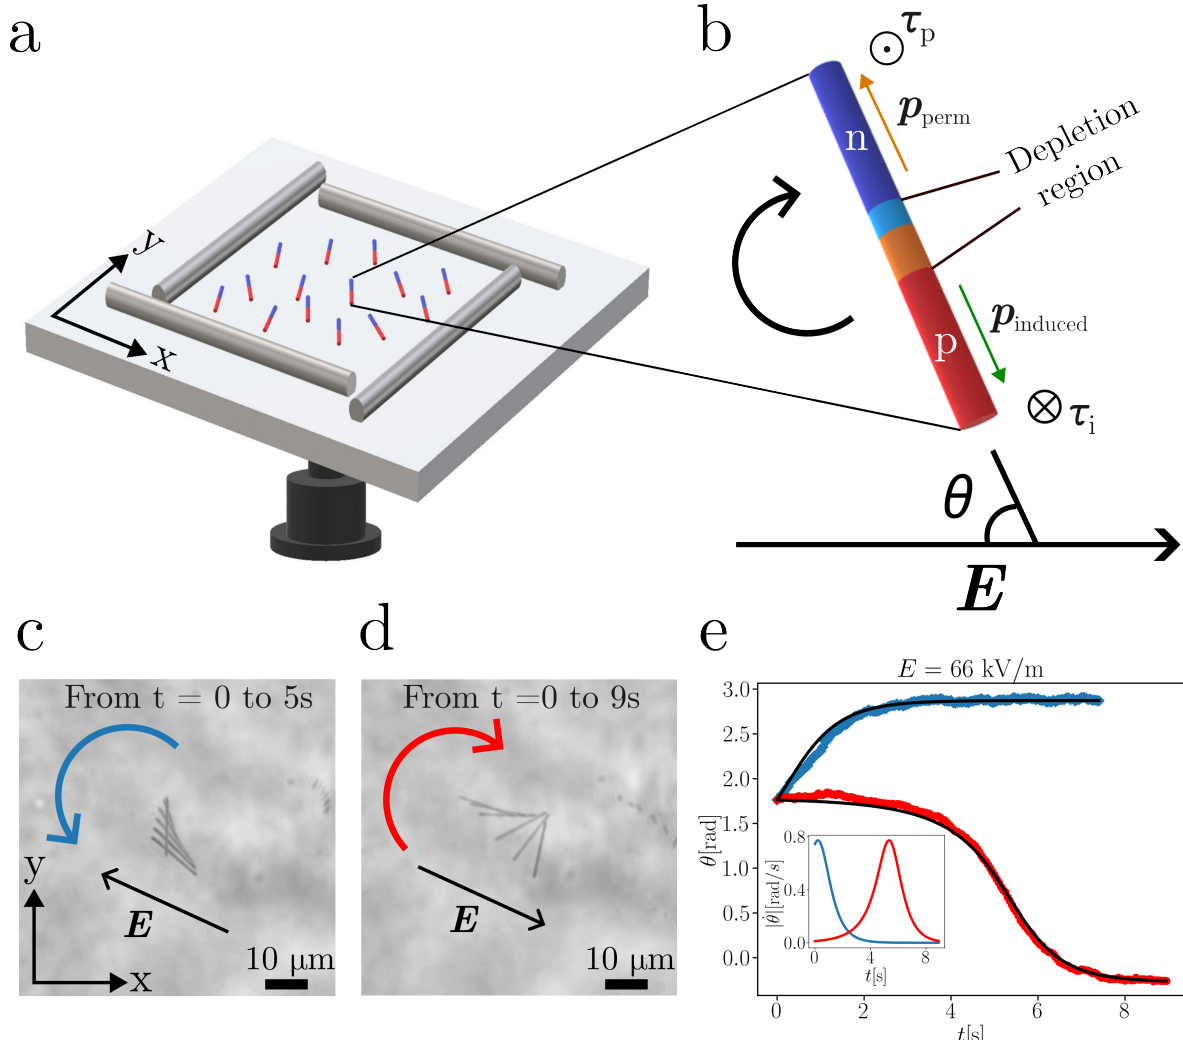 a
y
x
b
τp
pperm
n
Depletion
region
pinduced
p
τi
θ
E
c
From t = 0 to 5s
y
E
x
10 μm
d
From t =0 to 9s
E
10 μm
e
E = 66 kV/m
3.0
2.5
2.0
1.5
1.0
0.5
0.0
θ[rad]
0.8
0.4
0.0
|θ̇|[rad/s]
0 4 8
t[s]
0 2 4 6 8
t[s]